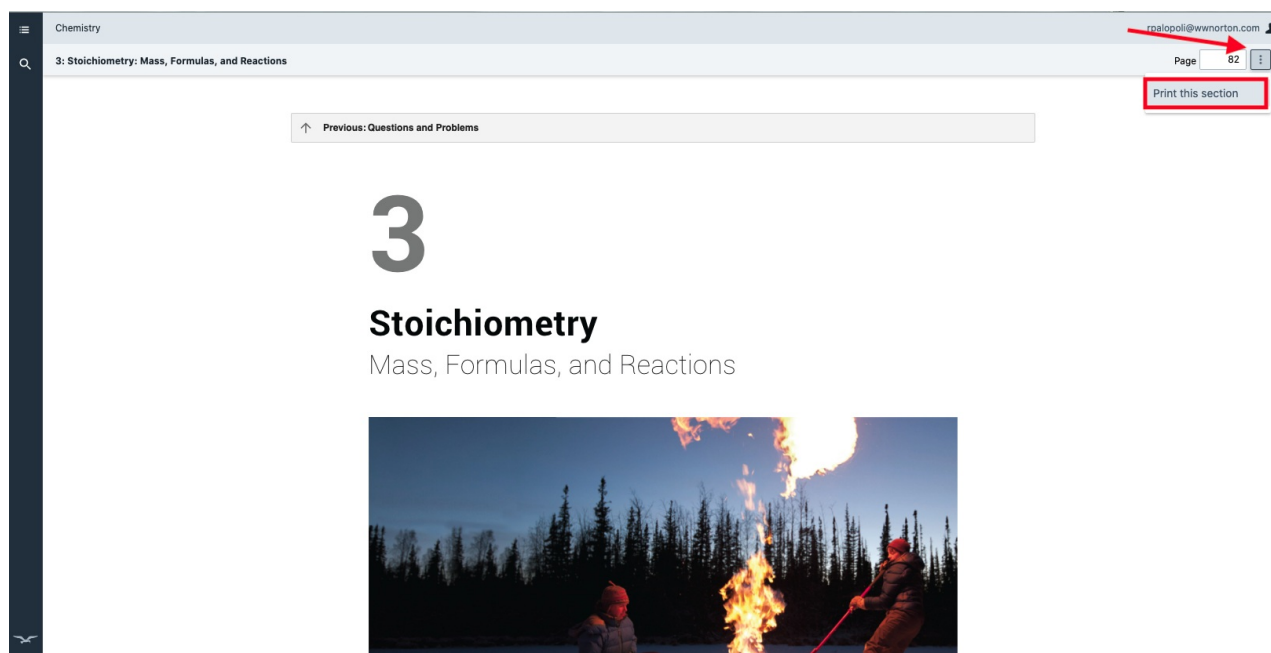 Chemistry
rpalopoli@wwnorton.com
3: Stoichiometry: Mass, Formulas, and Reactions
Page 82
Print this section
Previous: Questions and Problems
3
Stoichiometry
Mass, Formulas, and Reactions